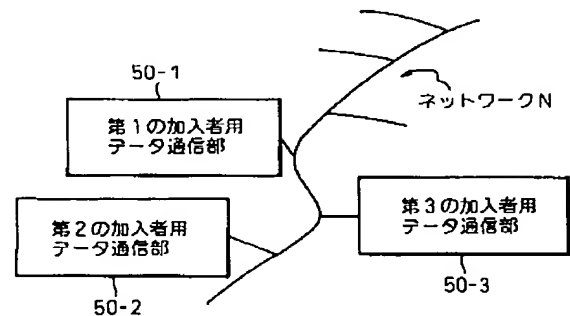 50-1
ネットワークN
第1の加入者用
データ通信部
第2の加入者用
データ通信部
第3の加入者用
データ通信部
50-2
50-3